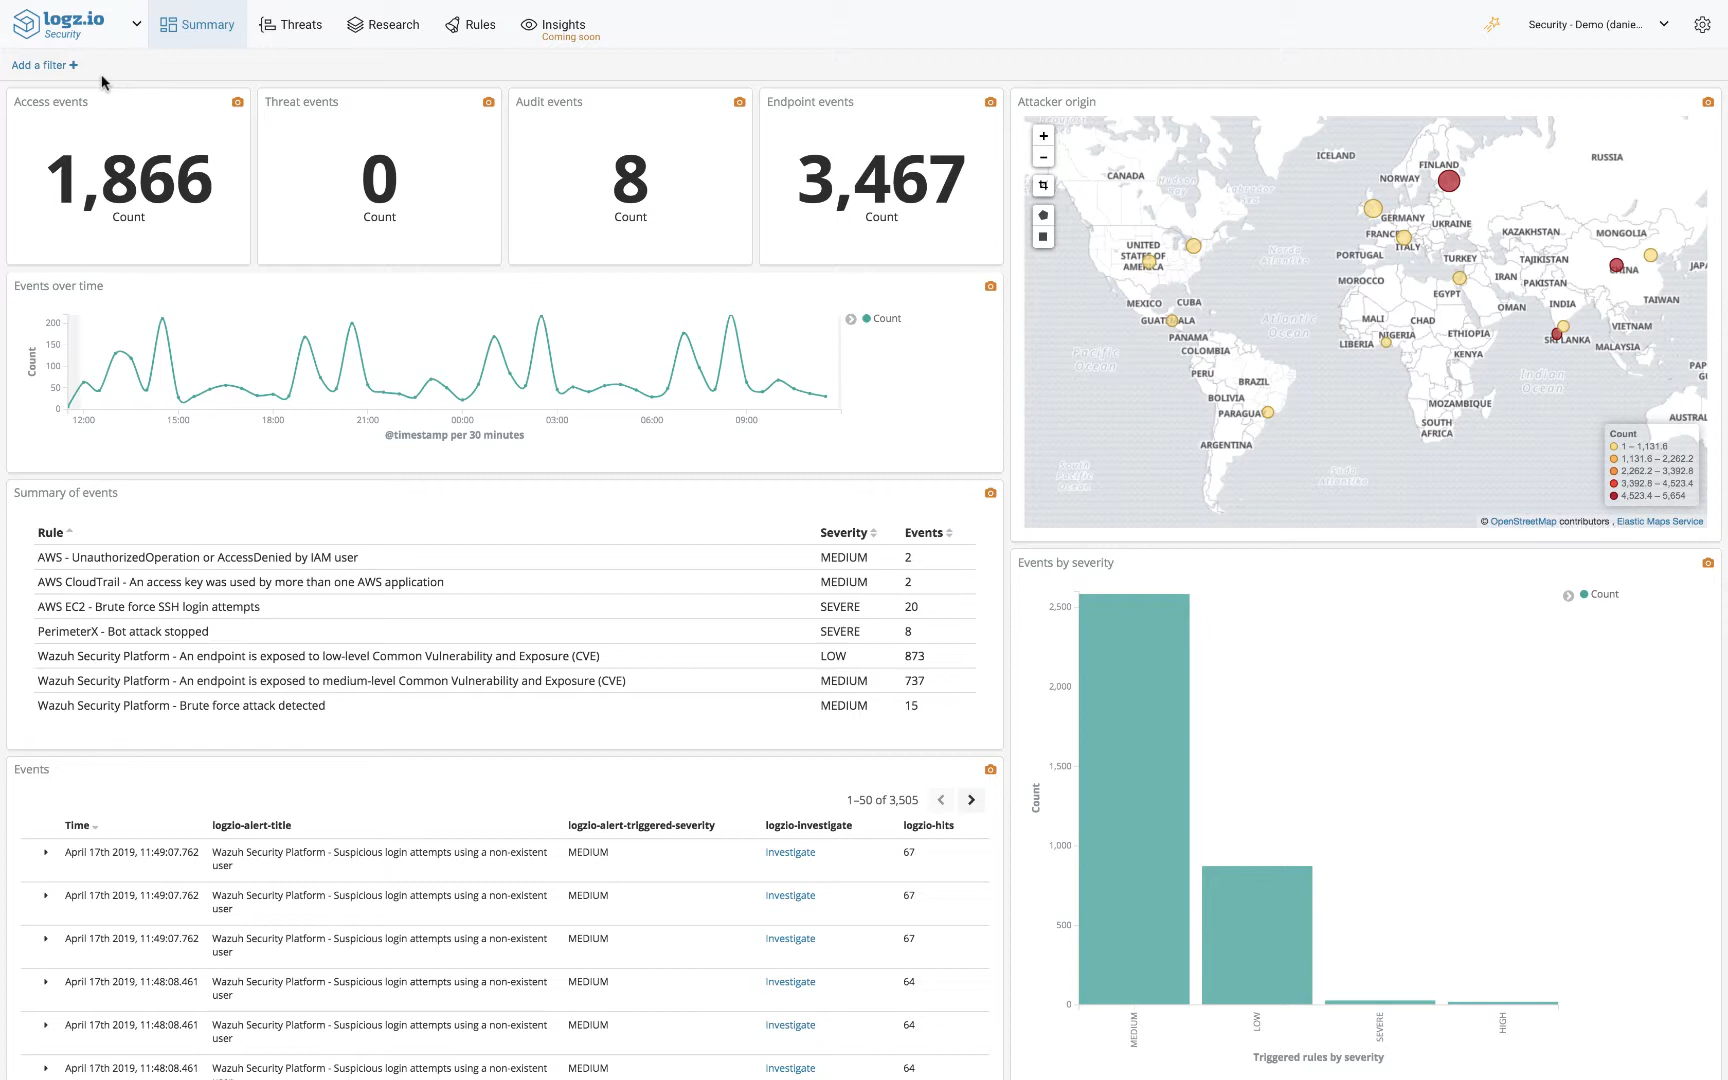 logz.io
Security
Summary
Threats
Research
Rules
Insights
Coming soon
Security - Demo (danie...
Add a filter +
Access events
1,866
Count
Threat events
0
Count
Audit events
8
Count
Endpoint events
3,467
Count
Attacker origin
+
−
ICELAND
RUSSIA
FINLAND
CANADA
NORWAY
Hudson Bay
Labrador
GERMANY
UKRAINE
KAZAKHSTAN
MONGOLIA
FRANCE
UNITED
STATES OF
AMERICA
ITALY
PORTUGAL
TURKEY
TAJIKISTAN
CHINA
JAPA
MOROCCO
IRAN
PAKISTAN
EGYPT
MEXICO
CUBA
OMAN
INDIA
TAIWAN
GUATEMALA
Atlantic
Ocean
MALI
CHAD
PANAMA
NIGERIA
ETHIOPIA
SRI LANKA
VIETNAM
LIBERIA
MALAYSIA
COLOMBIA
KENYA
Pacific
Ocean
PERU
BRAZIL
Indian
Ocean
BOLIVIA
MOZAMBIQUE
PARAGUAY
SOUTH
AFRICA
AUSTRAL
ARGENTINA
South
Pacific
Ocean
Count
1 – 1,131.6
1,131.6 – 2,262.2
2,262.2 – 3,392.8
3,392.8 – 4,523.4
4,523.4 – 5,654
© OpenStreetMap contributors , Elastic Maps Service
Events over time
Count
200
150
100
50
0
Count
12:00
15:00
18:00
21:00
00:00
03:00
06:00
09:00
@timestamp per 30 minutes
Summary of events
Rule Severity Events
AWS - UnauthorizedOperation or AccessDenied by IAM user MEDIUM 2
AWS CloudTrail - An access key was used by more than one AWS application MEDIUM 2
AWS EC2 - Brute force SSH login attempts SEVERE 20
PerimeterX - Bot attack stopped SEVERE 8
Wazuh Security Platform - An endpoint is exposed to low-level Common Vulnerability and Exposure (CVE) LOW 873
Wazuh Security Platform - An endpoint is exposed to medium-level Common Vulnerability and Exposure (CVE) MEDIUM 737
Wazuh Security Platform - Brute force attack detected MEDIUM 15
Events by severity
Count
2,500
2,000
1,500
1,000
500
0
Count
MEDIUM
LOW
SEVERE
HIGH
Triggered rules by severity
Events
1–50 of 3,505
Time logzio-alert-title logzio-alert-triggered-severity logzio-investigate logzio-hits
April 17th 2019, 11:49:07.762 Wazuh Security Platform - Suspicious login attempts using a non-existent MEDIUM Investigate 67
user
April 17th 2019, 11:49:07.762 Wazuh Security Platform - Suspicious login attempts using a non-existent MEDIUM Investigate 67
user
April 17th 2019, 11:49:07.762 Wazuh Security Platform - Suspicious login attempts using a non-existent MEDIUM Investigate 67
user
April 17th 2019, 11:48:08.461 Wazuh Security Platform - Suspicious login attempts using a non-existent MEDIUM Investigate 64
user
April 17th 2019, 11:48:08.461 Wazuh Security Platform - Suspicious login attempts using a non-existent MEDIUM Investigate 64
user
April 17th 2019, 11:48:08.461 Wazuh Security Platform - Suspicious login attempts using a non-existent MEDIUM Investigate 64